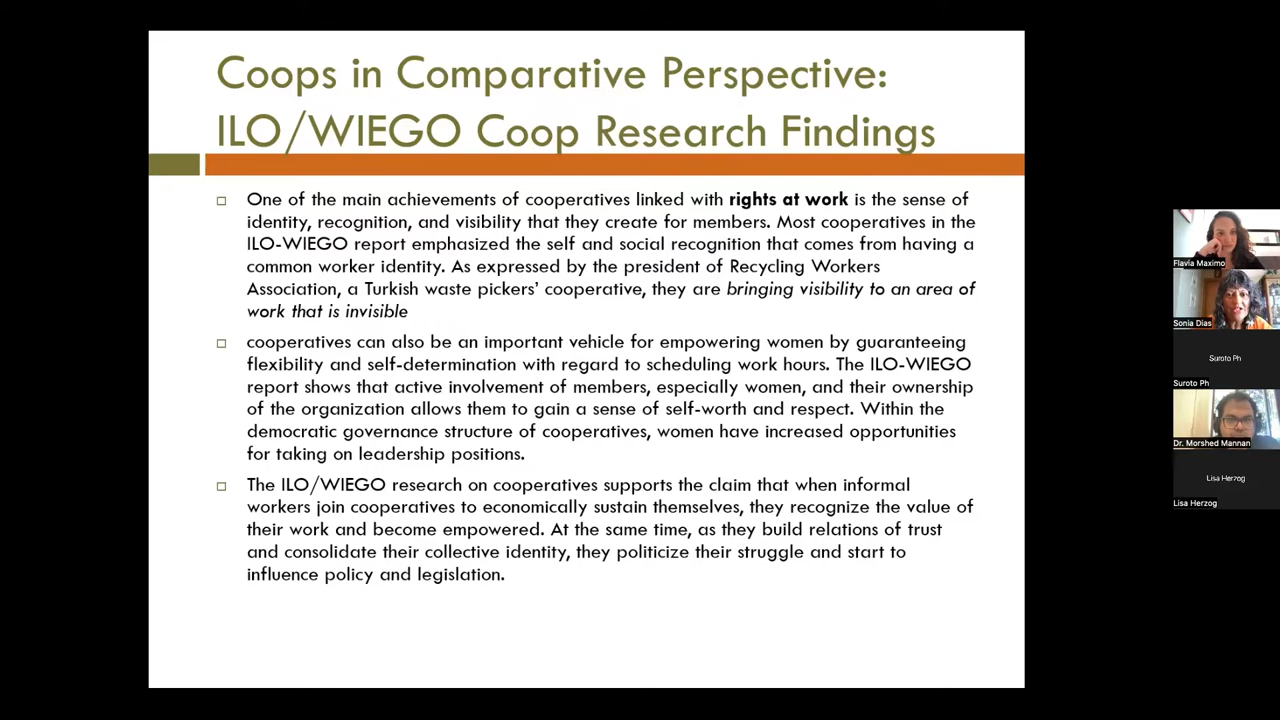 Coops in Comparative Perspective:
ILO/WIEGO Coop Research Findings
One of the main achievements of cooperatives linked with rights at work is the sense of
identity, recognition, and visibility that they create for members. Most cooperatives in the
ILO-WIEGO report emphasized the self and social recognition that comes from having a
common worker identity. As expressed by the president of Recycling Workers
Association, a Turkish waste pickers’ cooperative, they are bringing visibility to an area of
work that is invisible
cooperatives can also be an important vehicle for empowering women by guaranteeing
flexibility and self-determination with regard to scheduling work hours. The ILO-WIEGO
report shows that active involvement of members, especially women, and their ownership
of the organization allows them to gain a sense of self-worth and respect. Within the
democratic governance structure of cooperatives, women have increased opportunities
for taking on leadership positions.
The ILO/WIEGO research on cooperatives supports the claim that when informal
workers join cooperatives to economically sustain themselves, they recognize the value of
their work and become empowered. At the same time, as they build relations of trust
and consolidate their collective identity, they politicize their struggle and start to
influence policy and legislation.
Flavia Maximo
Sonia Dias
Suroto Ph
Suroto Ph
Dr. Morshed Mannan
Lisa Herzog
Lisa Herzog